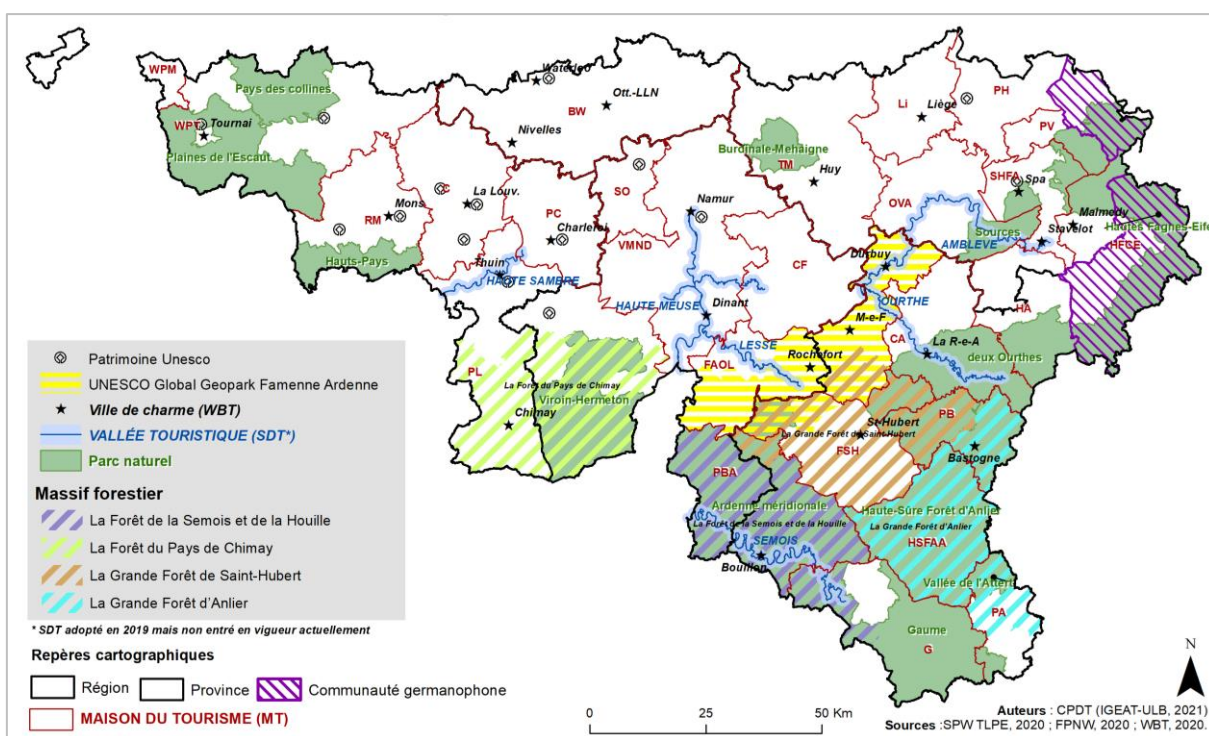 WPM
Pays des collines
Waterloo
BW
Ott.-LLN
Nivelles
WPT
Tournai
Plaines de l'Escaut
Li
Liège
PH
PV
Burdinale-Mehaigne
TM
Huy
SO
SHFA
Spa
C
La Louv.
RM
Mons
PC
Charleroi
Namur
OVA
Sources
Malmedy
Stavelot
Hautes Fagnes-Eifel
HFCE
AMBLEVE
Hauts-Pays
VMND
CF
Thuin
HAUTE SAMBRE
Durbuy
OURTHE
HAUTE MEUSE
Dinant
HA
M-e-F
CA
La R-e-A
deux Ourthes
LESSE
Rochefort
FAOL
PL
La Forêt du Pays de Chimay
Viroin-Hermeton
Chimay
PB
St-Hubert
La Grande Forêt de Saint-Hubert
FSH
Bastogne
PBA
Ardenne méridionale
La Forêt de la Semois et de la Houille
Haute-Sûre Forêt d'Anlier
La Grande Forêt d'Anlier
SEMOIS
HSFAA
Bouillon
Vallée de l'Attert
PA
Gaume
G
Patrimoine Unesco
UNESCO Global Geopark Famenne Ardenne
Ville de charme (WBT)
VALLÉE TOURISTIQUE (SDT*)
Parc naturel
Massif forestier
La Forêt de la Semois et de la Houille
La Forêt du Pays de Chimay
La Grande Forêt de Saint-Hubert
La Grande Forêt d'Anlier
* SDT adopté en 2019 mais non entré en vigueur actuellement
Repères cartographiques
Région
Province
Communauté germanophone
MAISON DU TOURISME (MT)
0 25 50 Km
N
Auteurs : CPDT (IGEAT-ULB, 2021)
Sources :SPW TLPE, 2020 ; FPNW, 2020 ; WBT, 2020.